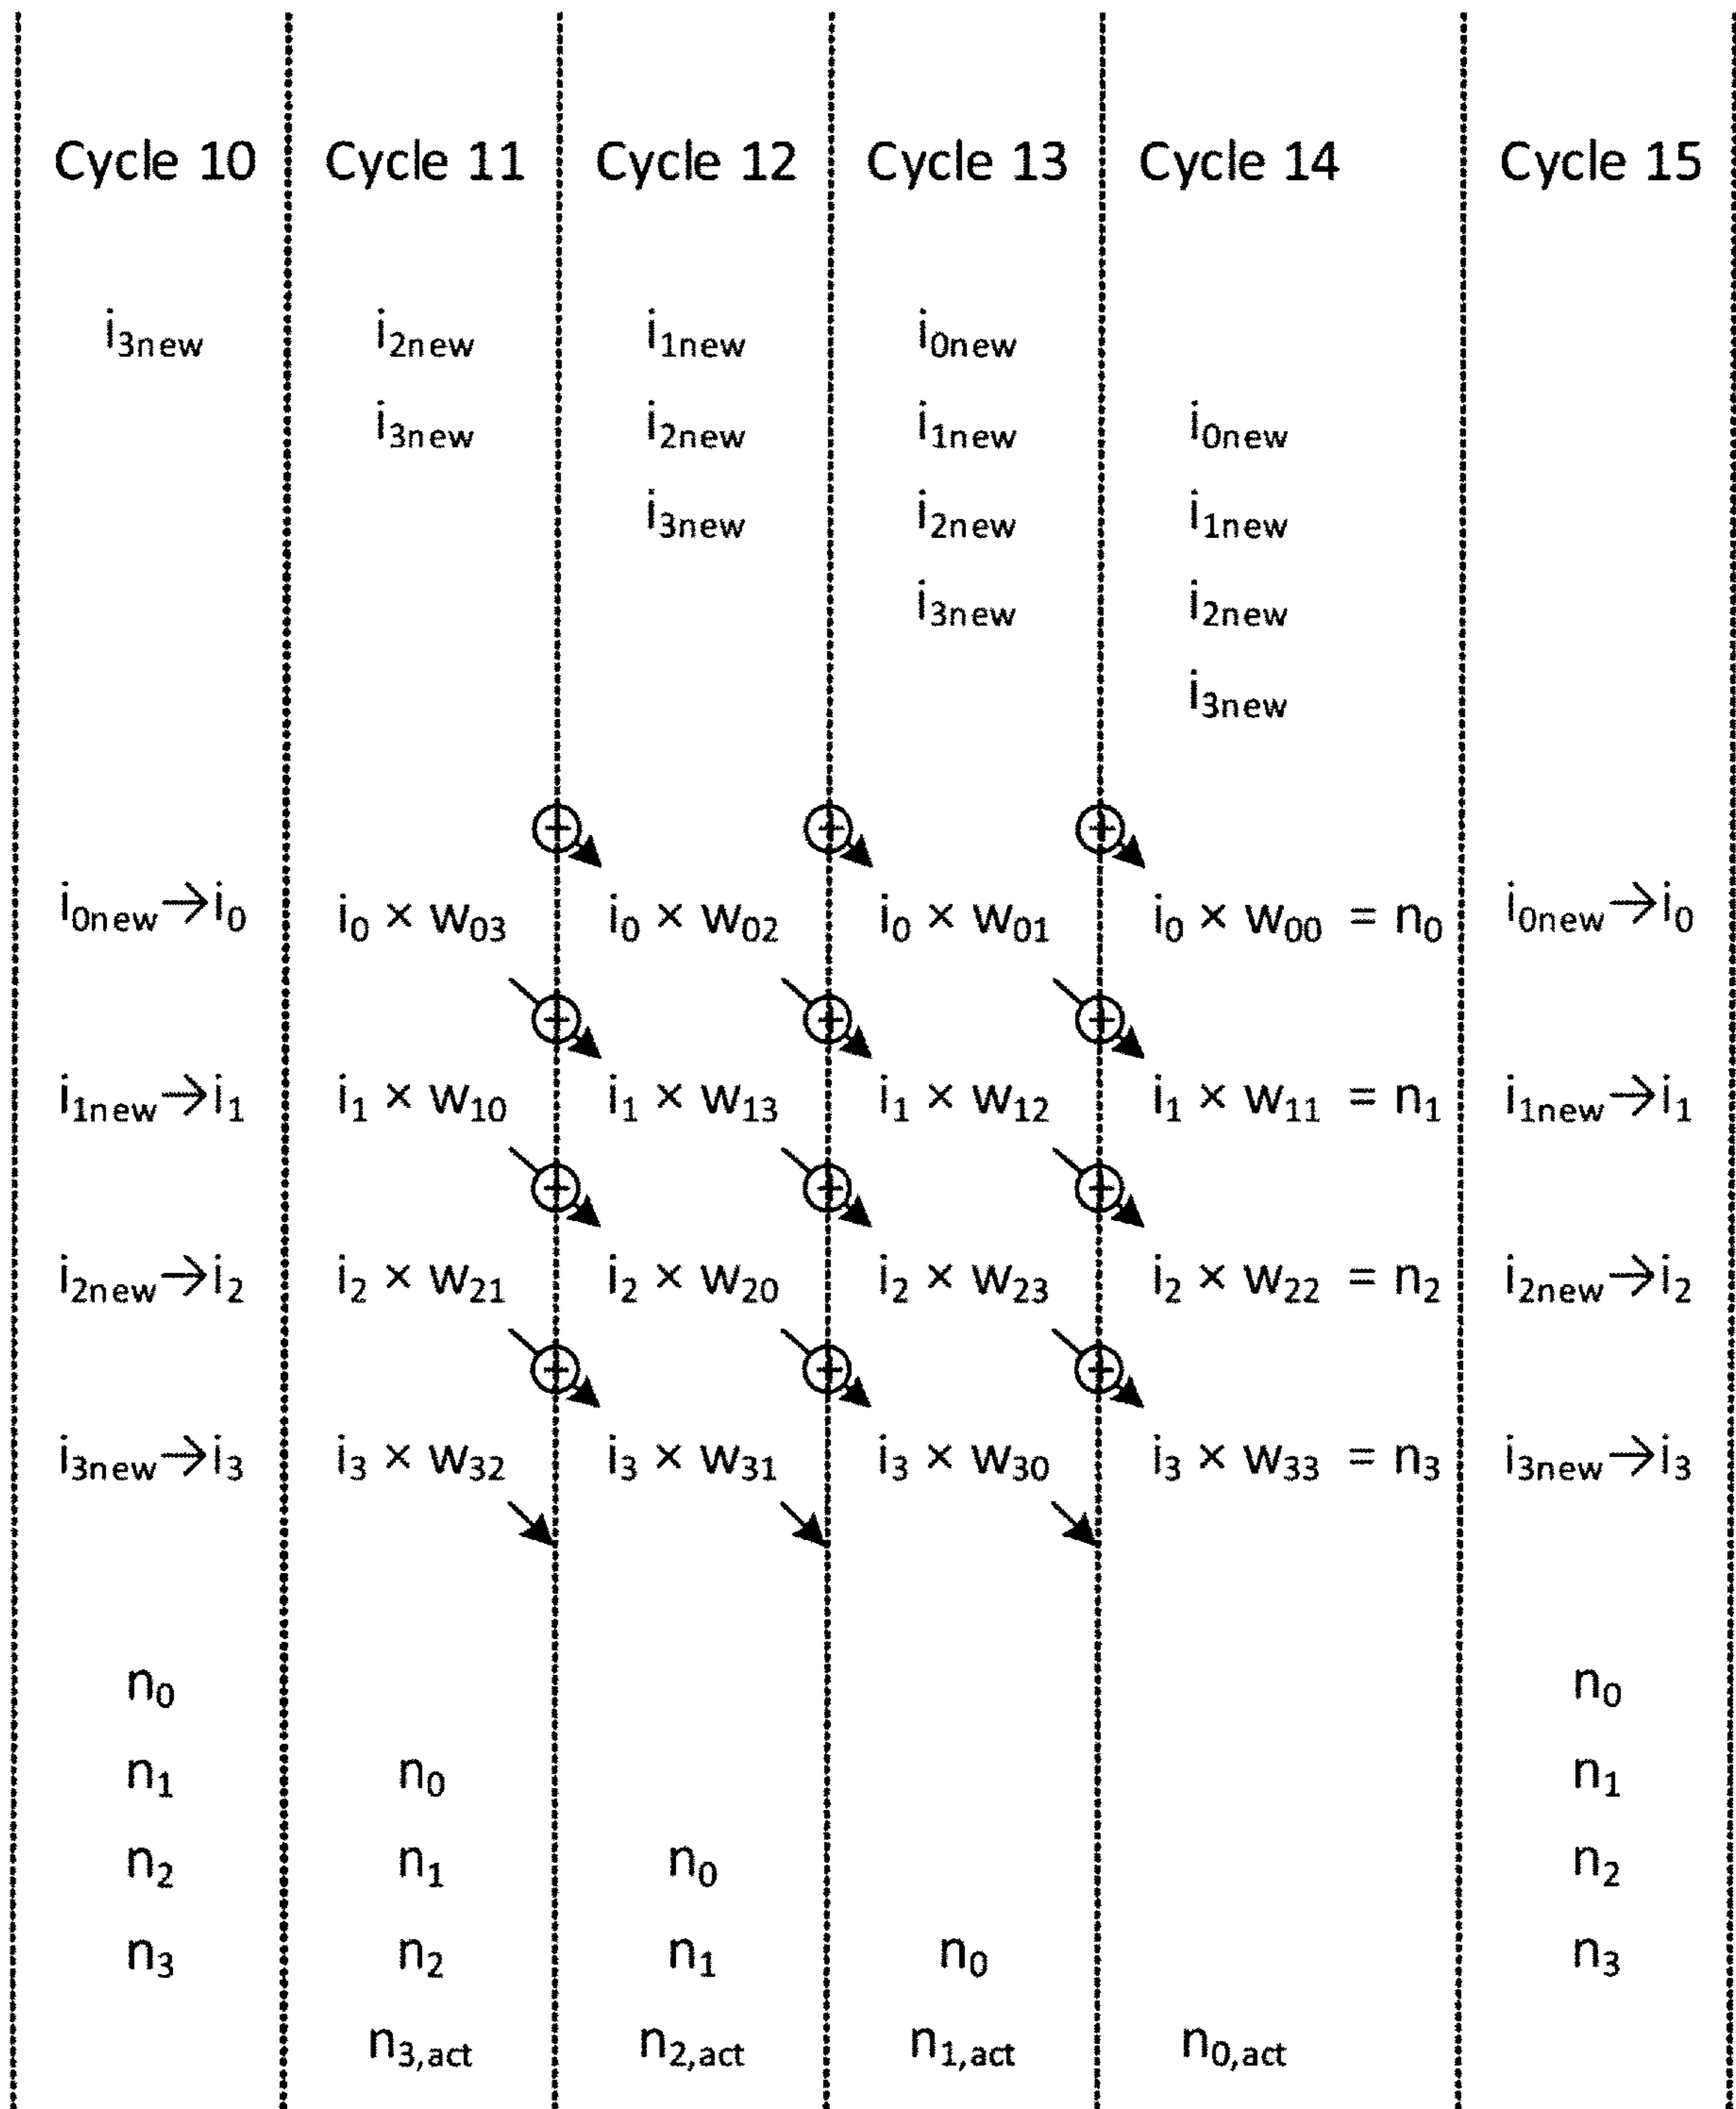 Cycle 10 Cycle 11 Cycle 12 Cycle 13 Cycle 14 Cycle 15
i3new i2new i1new i0new
i3new i2new i1new i0new
i3new i2new i1new
i3new i2new
i3new
i0new→i0 i0 × w03 i0 × w02 i0 × w01 i0 × w00 = n0 i0new→i0
i1new→i1 i1 × w10 i1 × w13 i1 × w12 i1 × w11 = n1 i1new→i1
i2new→i2 i2 × w21 i2 × w20 i2 × w23 i2 × w22 = n2 i2new→i2
i3new→i3 i3 × w32 i3 × w31 i3 × w30 i3 × w33 = n3 i3new→i3
n0 n0
n1 n0 n1
n2 n1 n0 n2
n3 n2 n1 n0 n3
n3,act n2,act n1,act n0,act